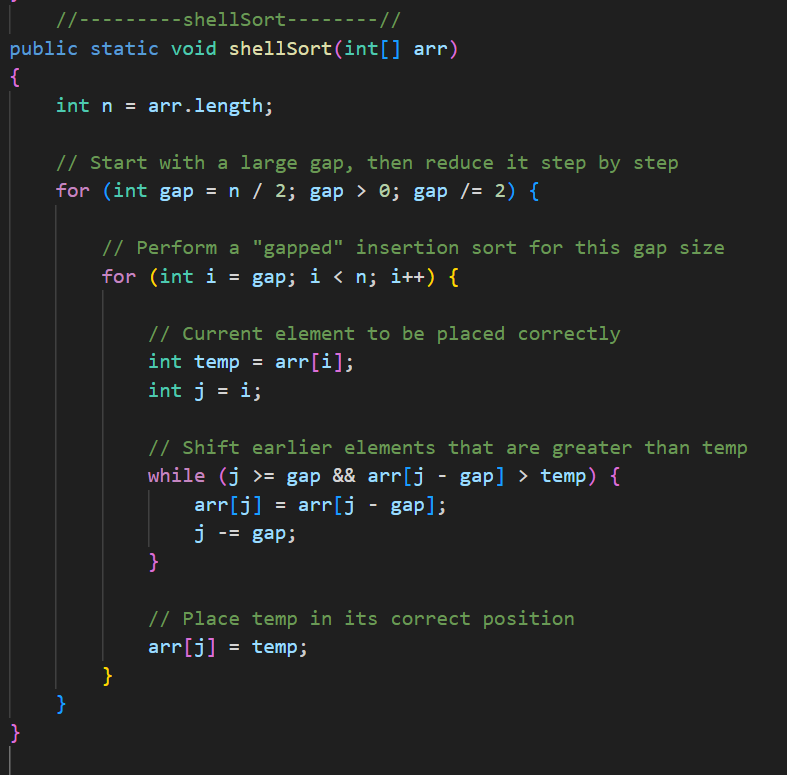 //---------shellSort--------//
public static void shellSort(int[] arr)
{
    int n = arr.length;

    // Start with a large gap, then reduce it step by step
    for (int gap = n / 2; gap > 0; gap /= 2) {

        // Perform a "gapped" insertion sort for this gap size
        for (int i = gap; i < n; i++) {

            // Current element to be placed correctly
            int temp = arr[i];
            int j = i;

            // Shift earlier elements that are greater than temp
            while (j >= gap && arr[j - gap] > temp) {
                arr[j] = arr[j - gap];
                j -= gap;
            }

            // Place temp in its correct position
            arr[j] = temp;
        }
    }
}